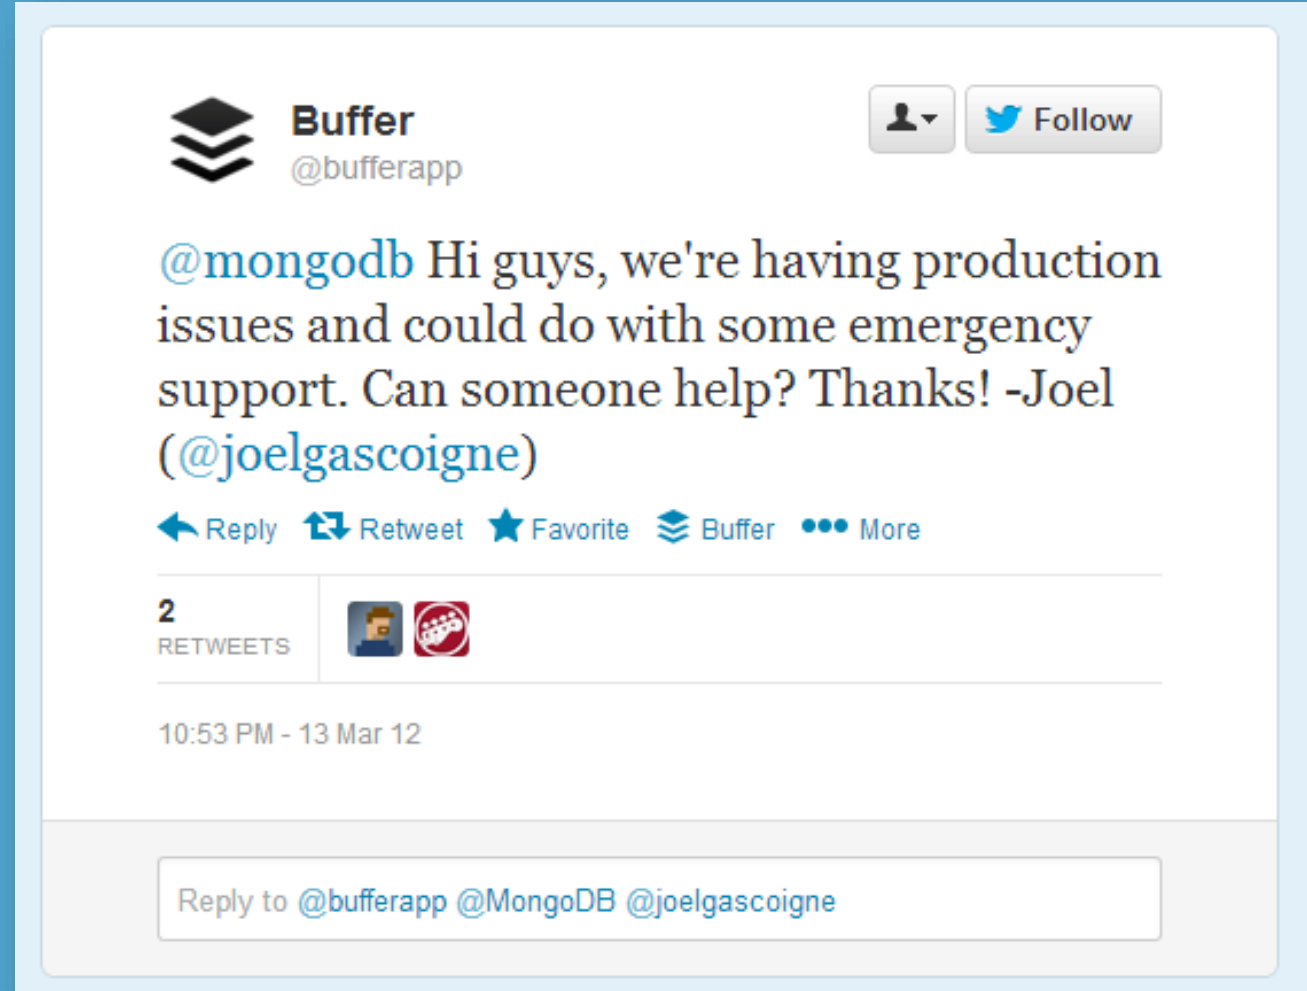 Buffer
@bufferapp
Follow
@mongodb Hi guys, we're having production
issues and could do with some emergency
support. Can someone help? Thanks! -Joel
(@joelgascoigne)
Reply Retweet Favorite Buffer More
2
RETWEETS
10:53 PM - 13 Mar 12
Reply to @bufferapp @MongoDB @joelgascoigne